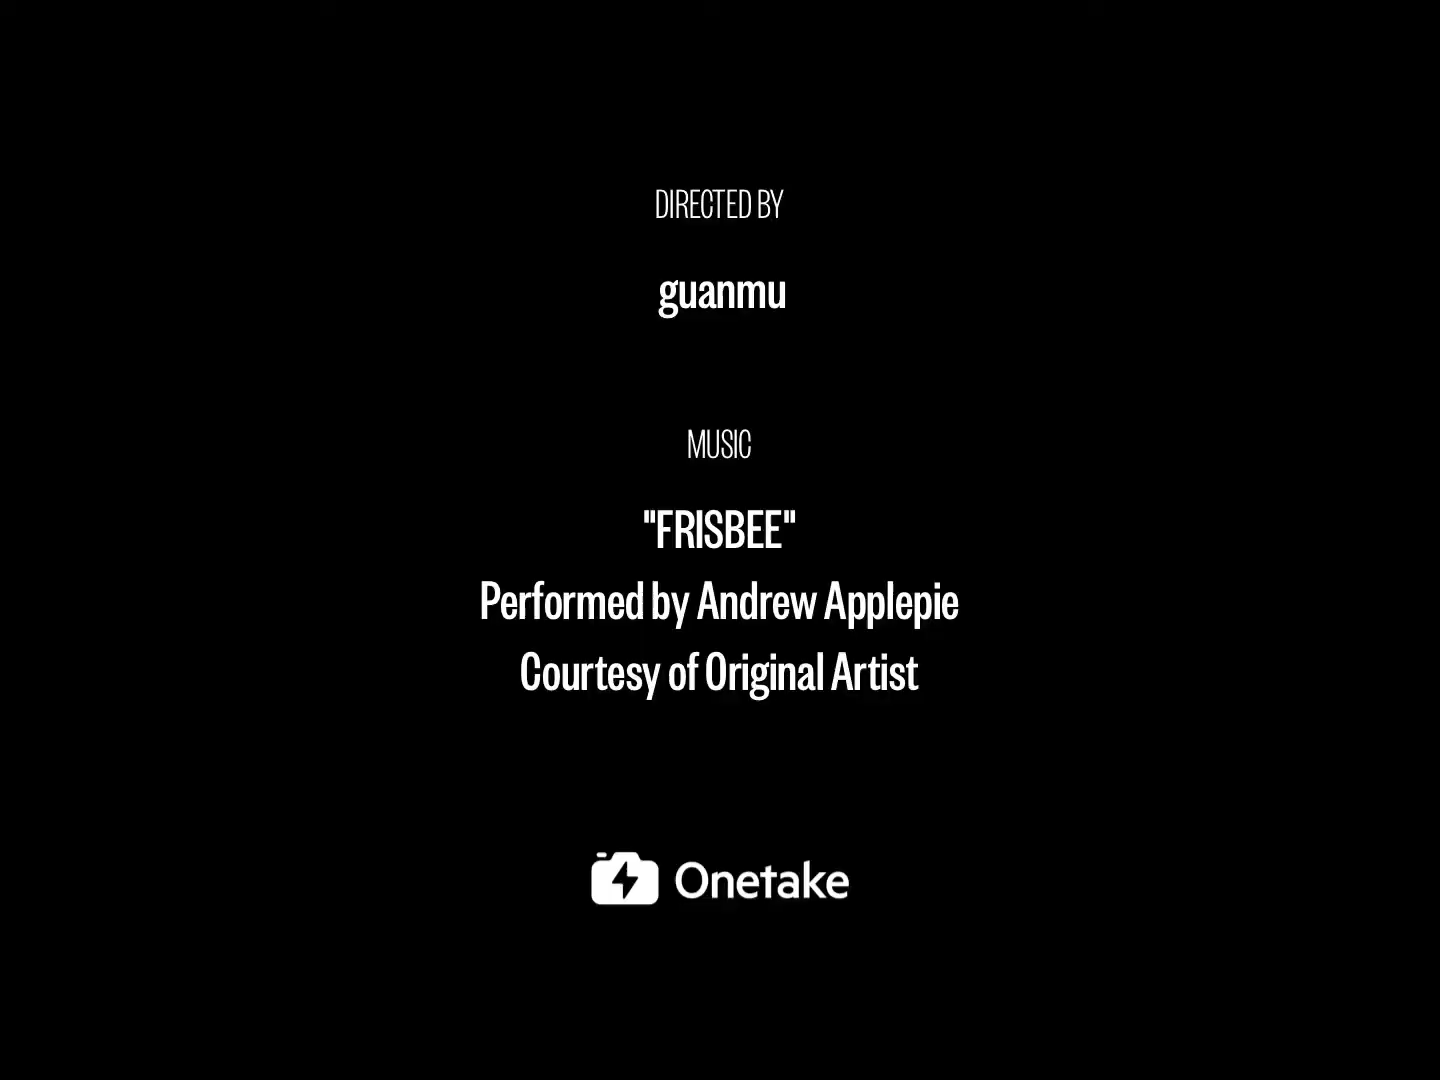 DIRECTED BY
guanmu
MUSIC
"FRISBEE"
Performed by Andrew Applepie
Courtesy of Original Artist
Onetake